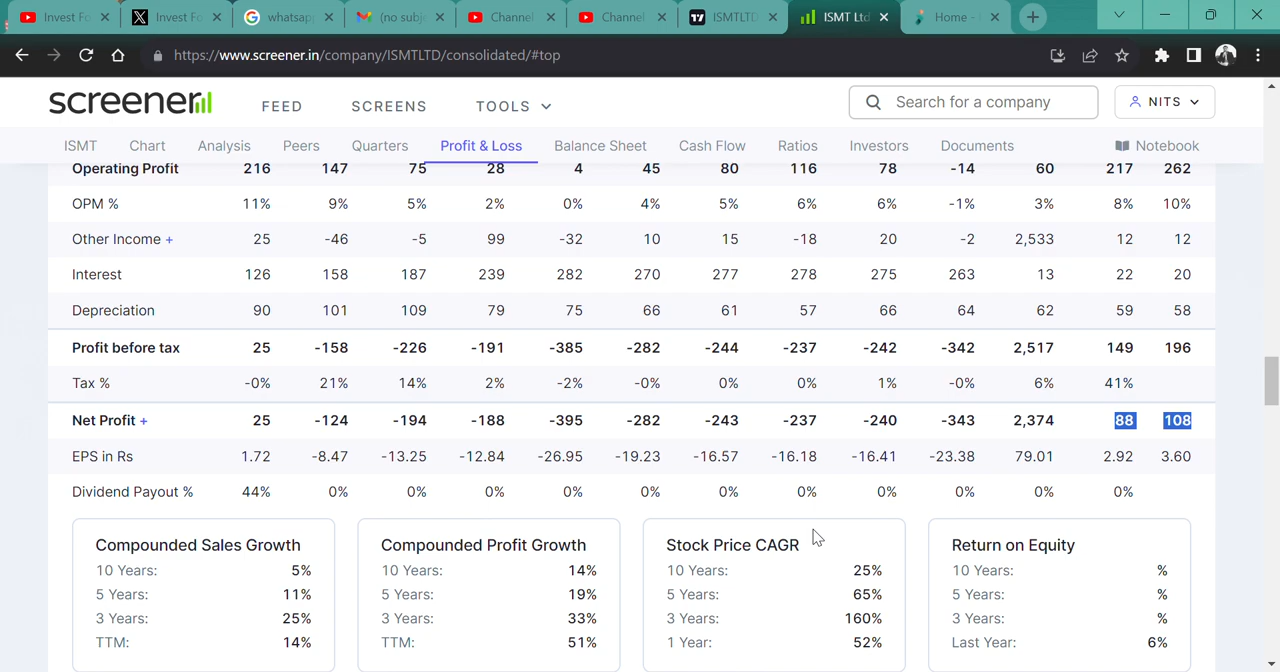 Invest Fo
Invest Fo
whatsap
(no subje
Channel
Channel
ISMTLTD
ISMT Ltd
Home -
https://www.screener.in/company/ISMTLTD/consolidated/#top
screener
FEED SCREENS TOOLS
Search for a company
NITS
ISMT Chart Analysis Peers Quarters Profit & Loss Balance Sheet Cash Flow Ratios Investors Documents Notebook
Operating Profit 216 147 75 28 4 45 80 116 78 -14 60 217 262
OPM % 11% 9% 5% 2% 0% 4% 5% 6% 6% -1% 3% 8% 10%
Other Income + 25 -46 -5 99 -32 10 15 -18 20 -2 2,533 12 12
Interest 126 158 187 239 282 270 277 278 275 263 13 22 20
Depreciation 90 101 109 79 75 66 61 57 66 64 62 59 58
Profit before tax 25 -158 -226 -191 -385 -282 -244 -237 -242 -342 2,517 149 196
Tax % -0% 21% 14% 2% -2% -0% 0% 0% 1% -0% 6% 41%
Net Profit + 25 -124 -194 -188 -395 -282 -243 -237 -240 -343 2,374 88 108
EPS in Rs 1.72 -8.47 -13.25 -12.84 -26.95 -19.23 -16.57 -16.18 -16.41 -23.38 79.01 2.92 3.60
Dividend Payout % 44% 0% 0% 0% 0% 0% 0% 0% 0% 0% 0% 0%
Compounded Sales Growth
10 Years: 5%
5 Years: 11%
3 Years: 25%
TTM: 14%
Compounded Profit Growth
10 Years: 14%
5 Years: 19%
3 Years: 33%
TTM: 51%
Stock Price CAGR
10 Years: 25%
5 Years: 65%
3 Years: 160%
1 Year: 52%
Return on Equity
10 Years: %
5 Years: %
3 Years: %
Last Year: 6%